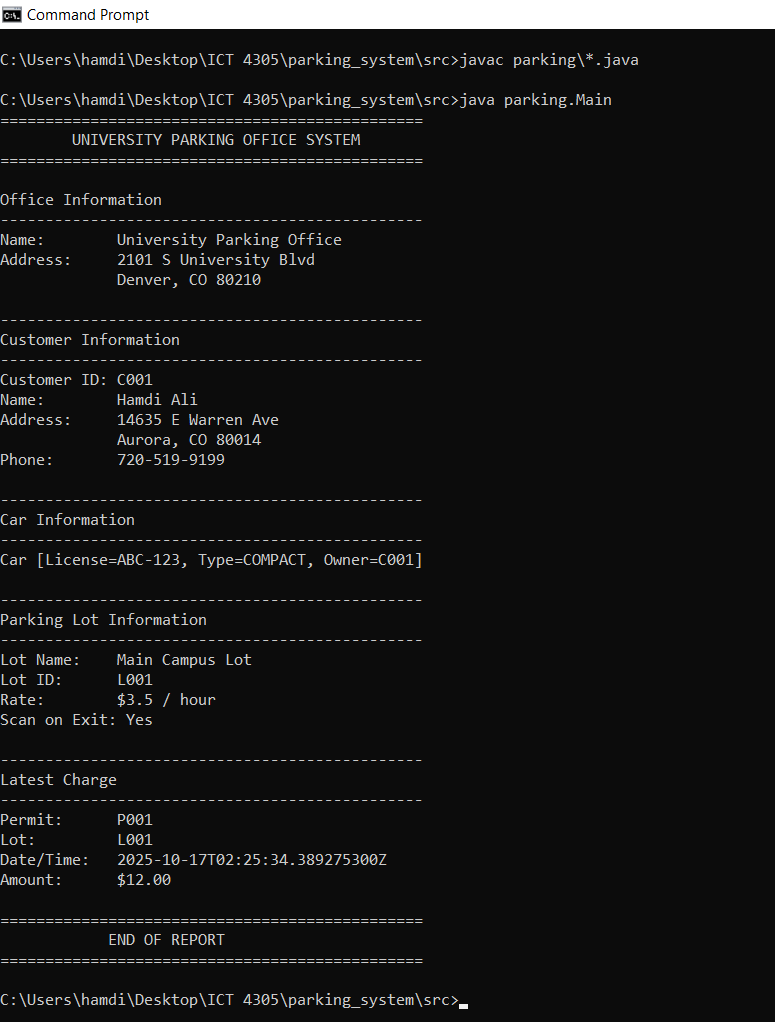 Command Prompt
C:\Users\hamdi\Desktop\ICT 4305\parking_system\src>javac parking\*.java
C:\Users\hamdi\Desktop\ICT 4305\parking_system\src>java parking.Main
===============================================
        UNIVERSITY PARKING OFFICE SYSTEM
===============================================
Office Information
-----------------------------------------------
Name:        University Parking Office
Address:     2101 S University Blvd
             Denver, CO 80210
-----------------------------------------------
Customer Information
-----------------------------------------------
Customer ID: C001
Name:        Hamdi Ali
Address:     14635 E Warren Ave
             Aurora, CO 80014
Phone:       720-519-9199
-----------------------------------------------
Car Information
-----------------------------------------------
Car [License=ABC-123, Type=COMPACT, Owner=C001]
-----------------------------------------------
Parking Lot Information
-----------------------------------------------
Lot Name:    Main Campus Lot
Lot ID:      L001
Rate:        $3.5 / hour
Scan on Exit: Yes
-----------------------------------------------
Latest Charge
-----------------------------------------------
Permit:      P001
Lot:         L001
Date/Time:   2025-10-17T02:25:34.389275300Z
Amount:      $12.00
===============================================
            END OF REPORT
===============================================
C:\Users\hamdi\Desktop\ICT 4305\parking_system\src>